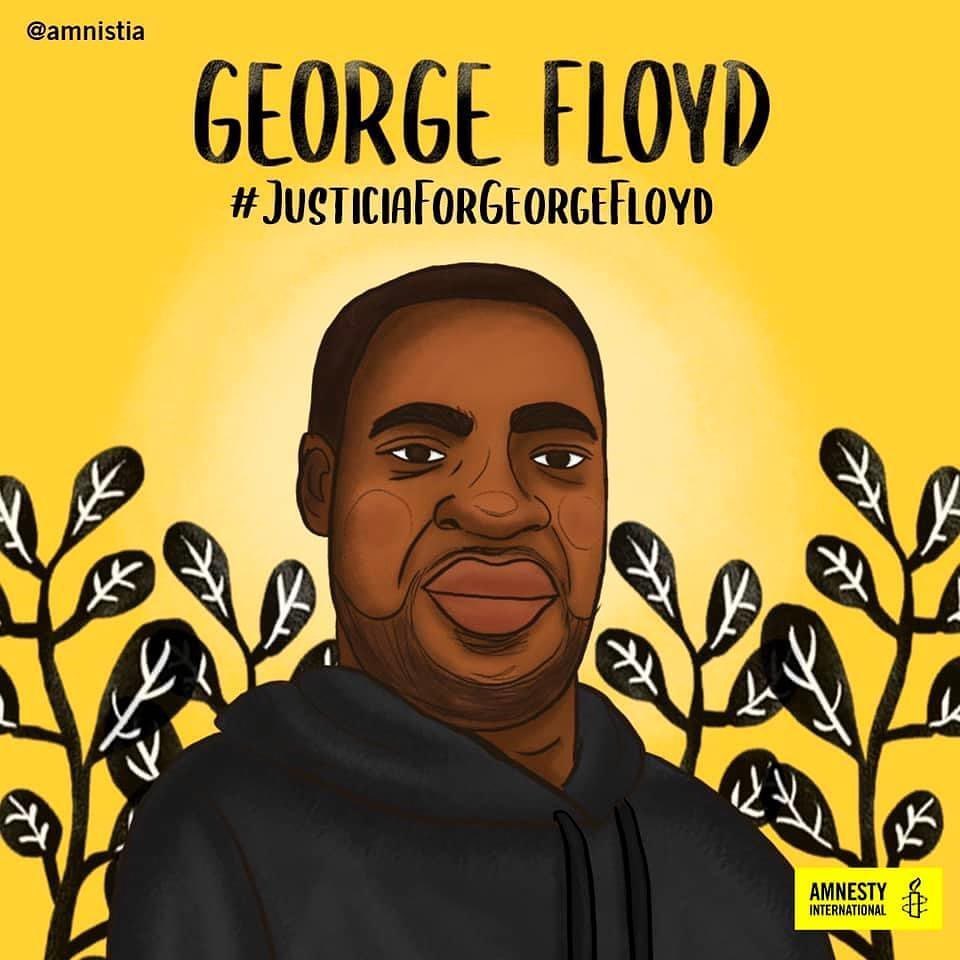 @amnistia
GEORGE FLOYD
#JUSTICIAFORGEORGEFLOYD
AMNESTY
INTERNATIONAL